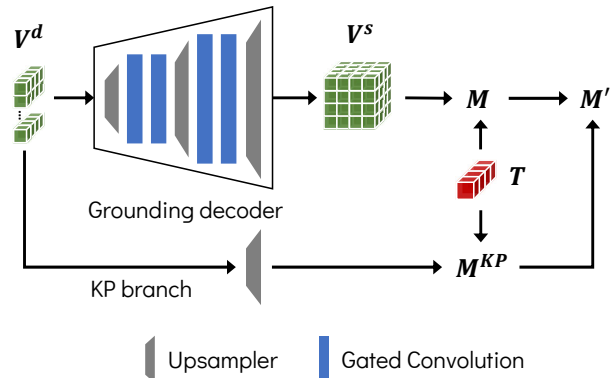 V^d
V^s
M
M′
T
Grounding decoder
M^KP
KP branch
Upsampler
Gated Convolution